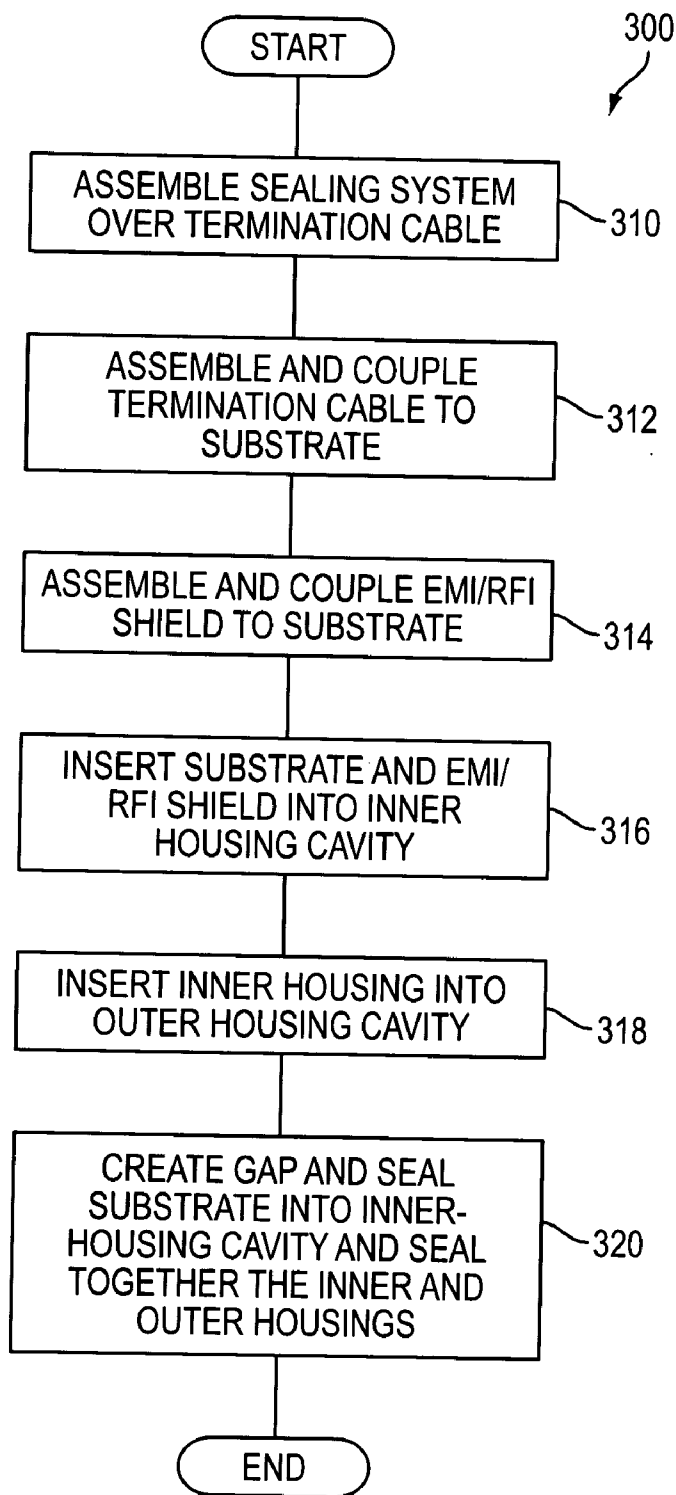 START
300
ASSEMBLE SEALING SYSTEM
OVER TERMINATION CABLE
310
ASSEMBLE AND COUPLE
TERMINATION CABLE TO
SUBSTRATE
312
ASSEMBLE AND COUPLE EMI/RFI
SHIELD TO SUBSTRATE
314
INSERT SUBSTRATE AND EMI/
RFI SHIELD INTO INNER
HOUSING CAVITY
316
INSERT INNER HOUSING INTO
OUTER HOUSING CAVITY
318
CREATE GAP AND SEAL
SUBSTRATE INTO INNER-
HOUSING CAVITY AND SEAL
TOGETHER THE INNER AND
OUTER HOUSINGS
320
END